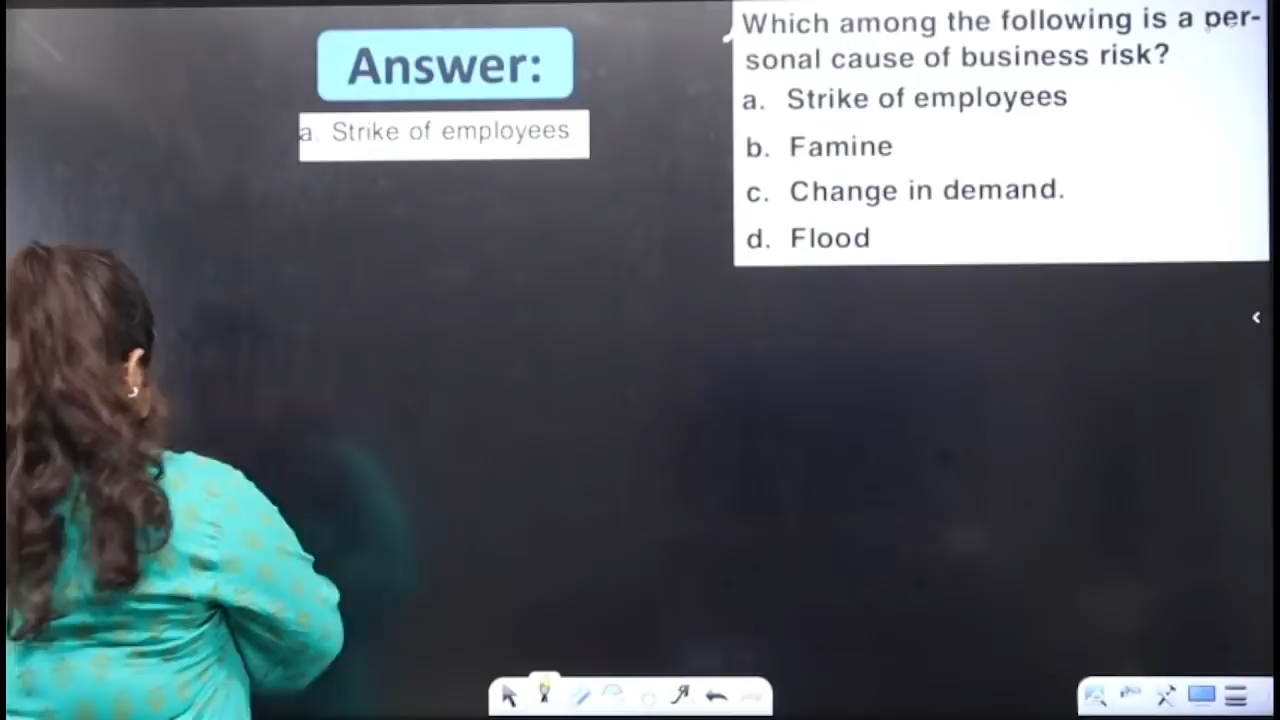 Answer:
a. Strike of employees
Which among the following is a per-
sonal cause of business risk?
a. Strike of employees
b. Famine
c. Change in demand.
d. Flood